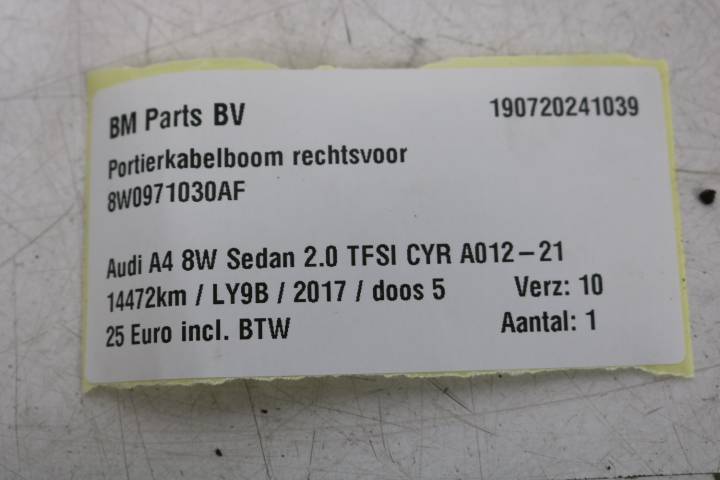 BM Parts BV 190720241039
Portierkabelboom rechtsvoor
8W0971030AF
Audi A4 8W Sedan 2.0 TFSI CYR A012-21
14472km / LY9B / 2017 / doos 5 Verz: 10
25 Euro incl. BTW Aantal: 1